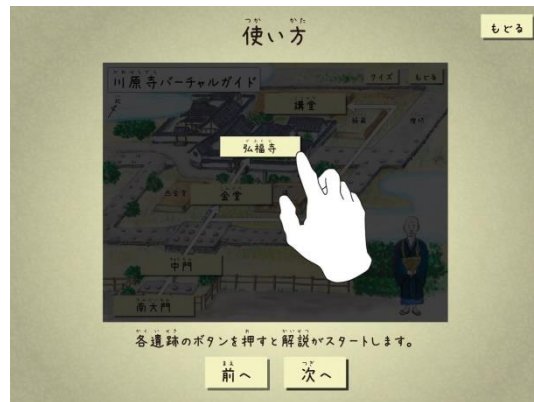 使い方
もどる
川原寺バーチャルガイド
クイズ
もどる
講堂
弘福寺
金堂
中門
南大門
各遺跡のボタンを押すと解説がスタートします。
前へ
次へ